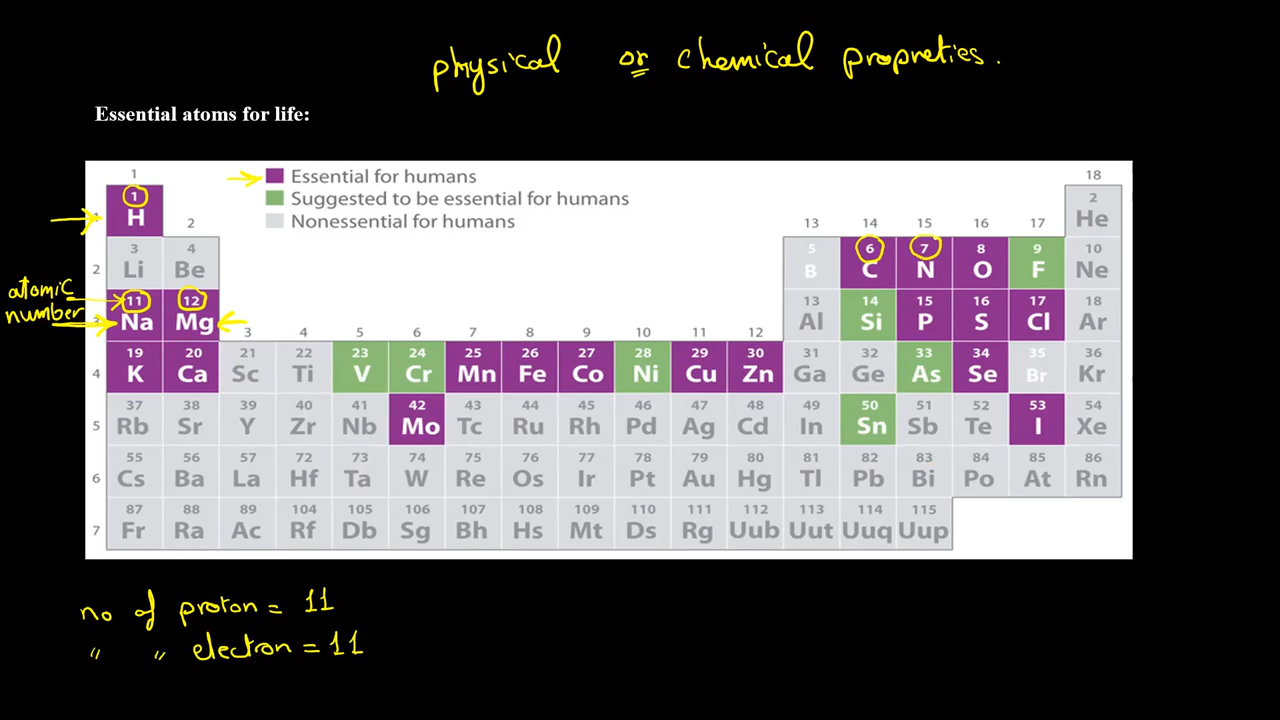 physical or chemical propreties.
Essential atoms for life:
1 18
Essential for humans
Suggested to be essential for humans
Nonessential for humans
1 2
1 H He
2 13 14 15 16 17
3 4 5 6 7 8 9 10
2 Li Be B C N O F Ne
atomic number
11 12 13 14 15 16 17 18
3 Na Mg Al Si P S Cl Ar
3 4 5 6 7 8 9 10 11 12
19 20 21 22 23 24 25 26 27 28 29 30 31 32 33 34 35 36
4 K Ca Sc Ti V Cr Mn Fe Co Ni Cu Zn Ga Ge As Se Br Kr
37 38 39 40 41 42 43 44 45 46 47 48 49 50 51 52 53 54
5 Rb Sr Y Zr Nb Mo Tc Ru Rh Pd Ag Cd In Sn Sb Te I Xe
55 56 57 72 73 74 75 76 77 78 79 80 81 82 83 84 85 86
6 Cs Ba La Hf Ta W Re Os Ir Pt Au Hg Tl Pb Bi Po At Rn
87 88 89 104 105 106 107 108 109 110 111 112 113 114 115
7 Fr Ra Ac Rf Db Sg Bh Hs Mt Ds Rg Uub Uut Uuq Uup
no of proton = 11
" " electron = 11